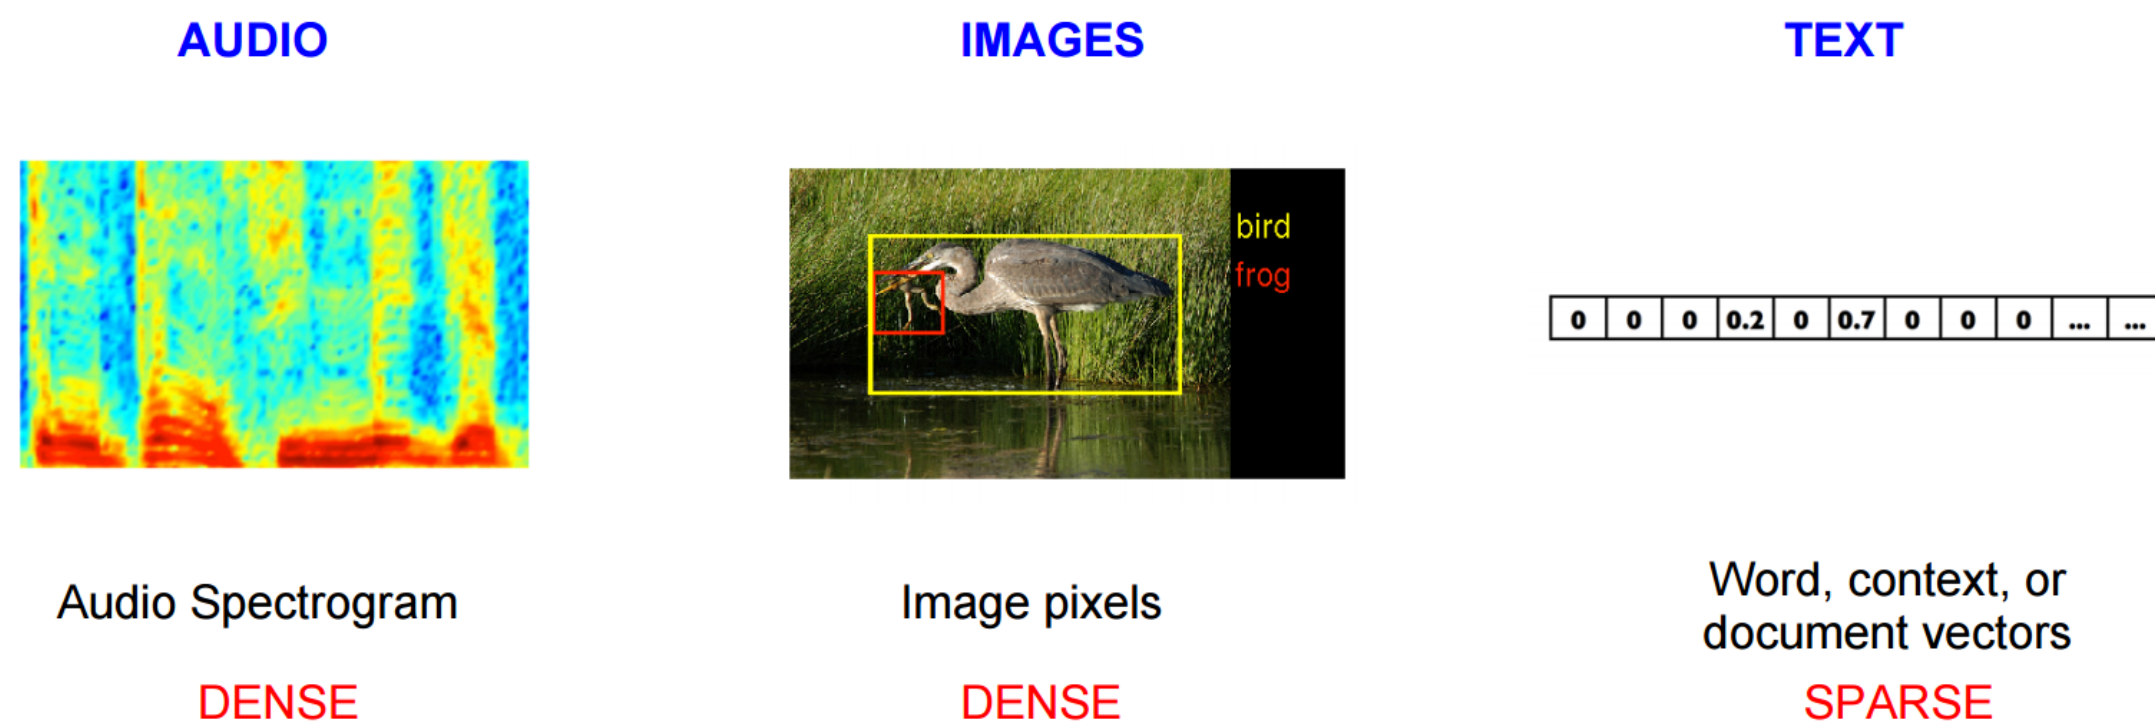 AUDIO
IMAGES
TEXT
bird
frog
0 0 0 0.2 0 0.7 0 0 0 ... ...
Audio Spectrogram
Image pixels
Word, context, or
document vectors
DENSE
DENSE
SPARSE